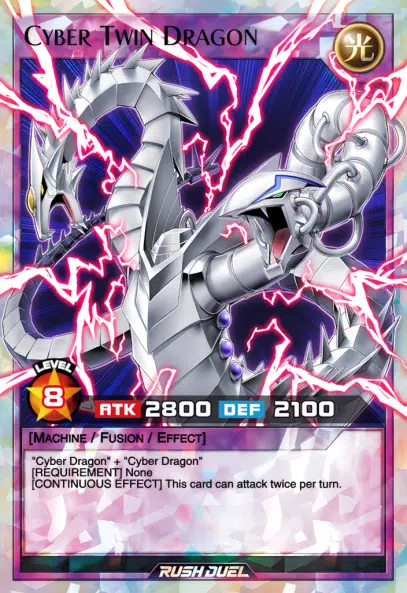 CYBER TWIN DRAGON
光
LEVEL
8
ATK 2800 DEF 2100
[MACHINE / FUSION / EFFECT]
"Cyber Dragon" + "Cyber Dragon"
[REQUIREMENT] None
[CONTINUOUS EFFECT] This card can attack twice per turn.
RUSH DUEL